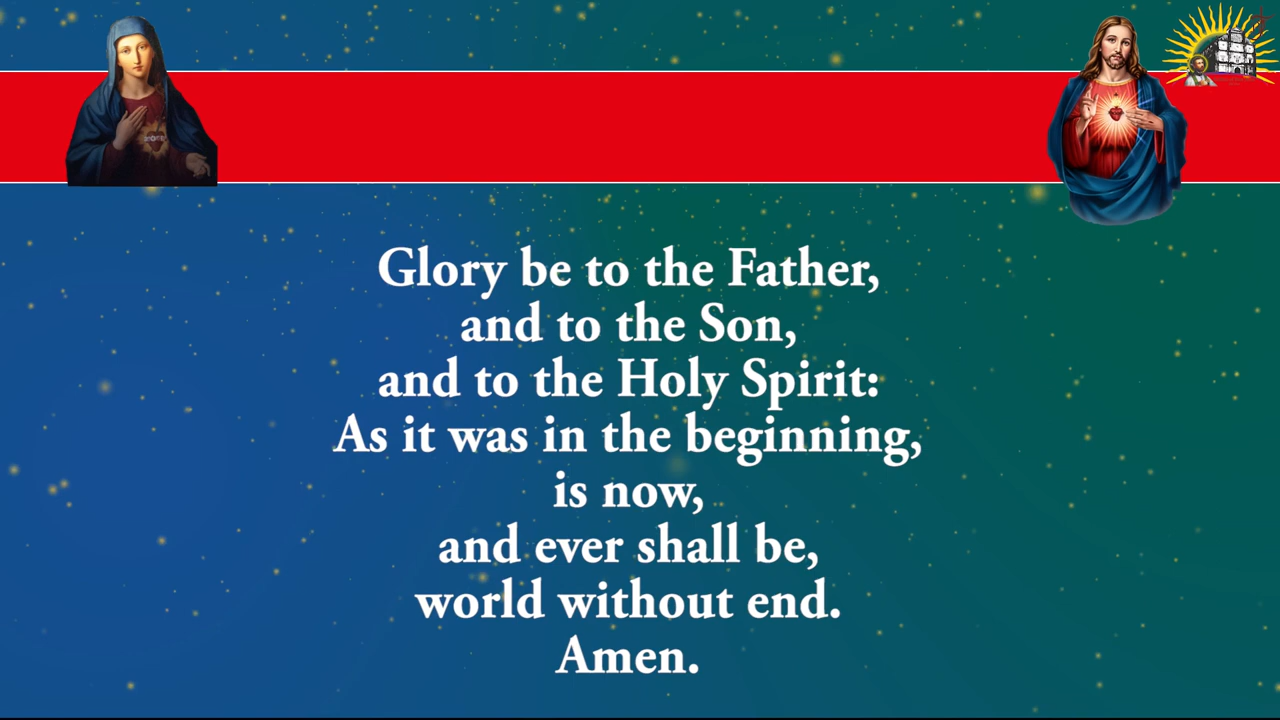 Glory be to the Father,
and to the Son,
and to the Holy Spirit:
As it was in the beginning,
is now,
and ever shall be,
world without end.
Amen.